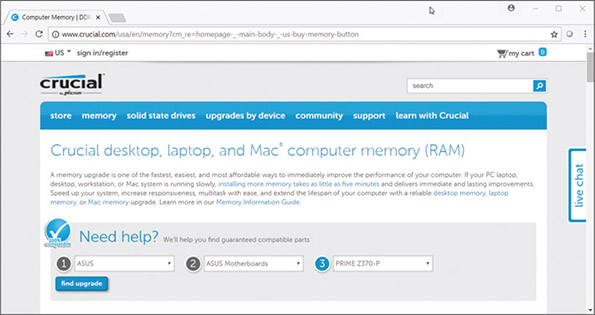 Computer Memory | DDR
www.crucial.com/usa/en/memory?cm_re=homepage-_-main-body-_-us-buy-memory-button
US sign/in/register my cart 0
crucial
by micron
search
store memory solid state drives upgrades by device community support learn with Crucial
Crucial desktop, laptop, and Mac® computer memory (RAM)
A memory upgrade is one of the fastest, easiest, and most affordable ways to immediately improve the performance of your computer. If your PC laptop,
desktop, workstation, or Mac system is running slowly, installing more memory takes as little as five minutes and delivers immediate and lasting improvements.
Speed up your system, increase responsiveness, multitask with ease, and extend the lifespan of your computer with a reliable desktop memory, laptop
memory, or Mac memory upgrade. Learn more in our Memory Information Guide.
live chat
100%
compatible
Need help? We'll help you find guaranteed compatible parts
1 ASUS 2 ASUS Motherboards 3 PRIME Z370-P
find upgrade